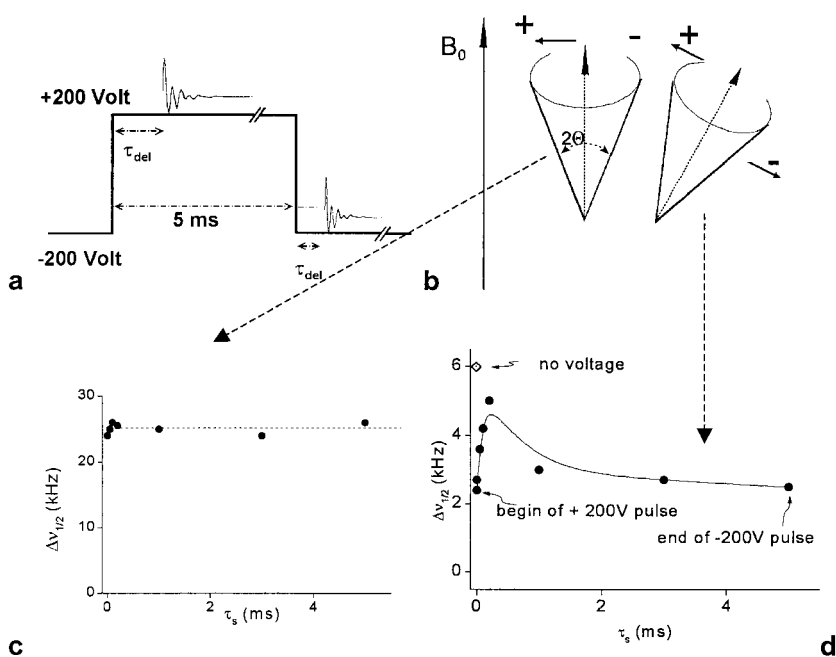 +200 Volt
τdel
5 ms
-200 Volt
τdel
a
B0
+
-
+
2Θ
-
b
30
20
10
0
Δν1/2 (kHz)
0
2
4
τs (ms)
c
6
4
2
0
Δν1/2 (kHz)
no voltage
begin of + 200V pulse
end of -200V pulse
0
2
4
τs (ms)
d